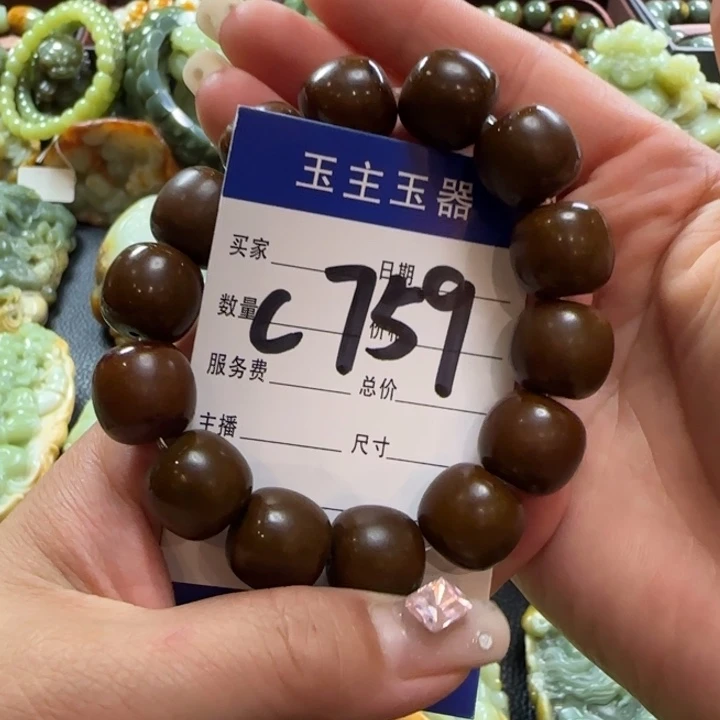 玉主玉器
买家 日期
c759
数量 价格
服务费 总价
主播 尺寸